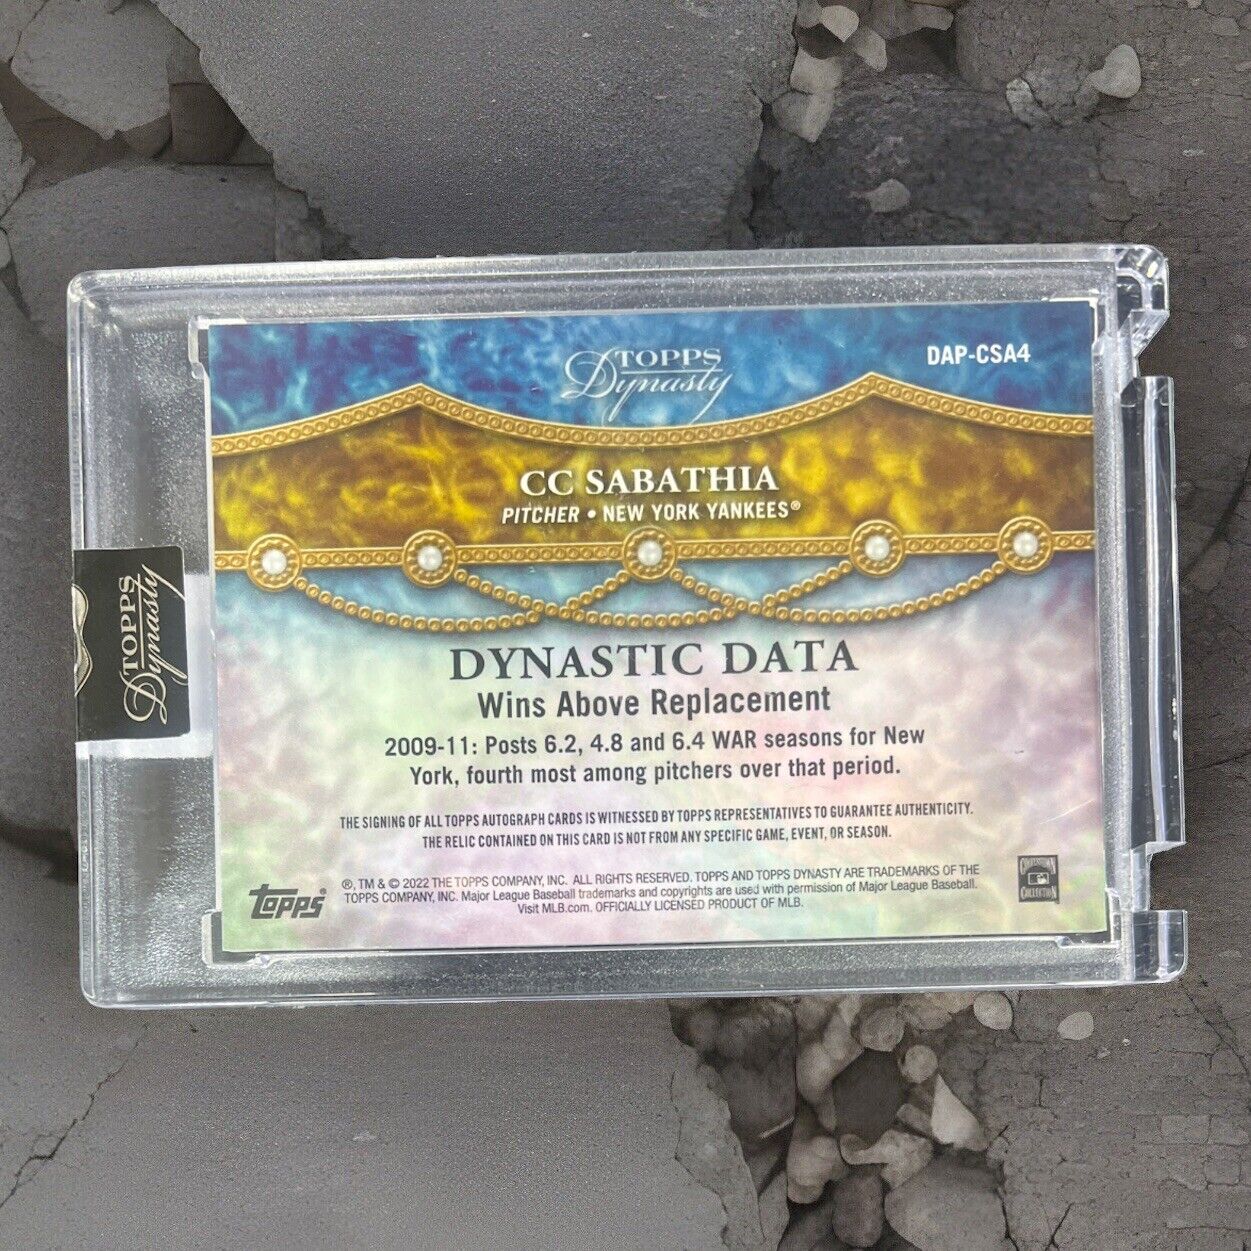 TOPPS
Dynasty
DAP-CSA4
CC SABATHIA
PITCHER • NEW YORK YANKEES®
TOPPS
Dynasty
DYNASTIC DATA
Wins Above Replacement
2009-11: Posts 6.2, 4.8 and 6.4 WAR seasons for New
York, fourth most among pitchers over that period.
THE SIGNING OF ALL TOPPS AUTOGRAPH CARDS IS WITNESSED BY TOPPS REPRESENTATIVES TO GUARANTEE AUTHENTICITY.
THE RELIC CONTAINED ON THIS CARD IS NOT FROM ANY SPECIFIC GAME, EVENT, OR SEASON.
topps®
®, TM & © 2022 THE TOPPS COMPANY, INC. ALL RIGHTS RESERVED. TOPPS AND TOPPS DYNASTY ARE TRADEMARKS OF THE
TOPPS COMPANY, INC. Major League Baseball trademarks and copyrights are used with permission of Major League Baseball.
Visit MLB.com. OFFICIALLY LICENSED PRODUCT OF MLB.
COOPERSTOWN
COLLECTION